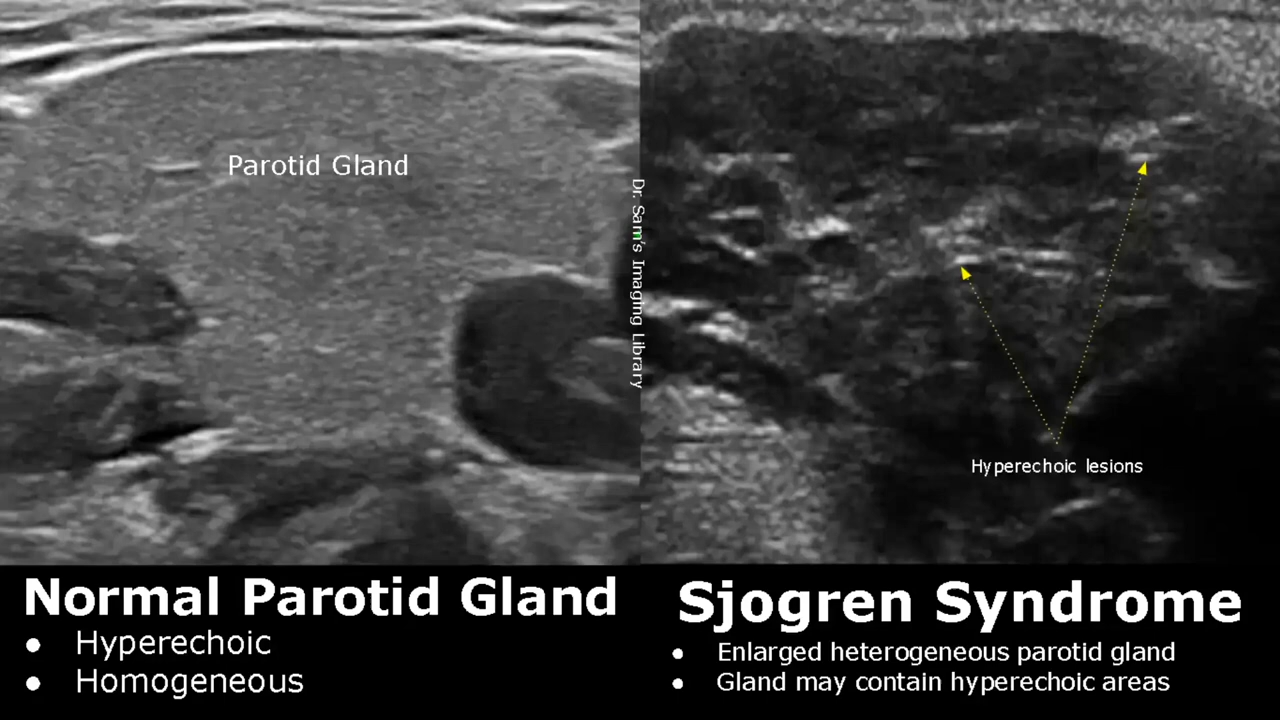 Parotid Gland
Dr. Sam's Imaging Library
Hyperechoic lesions
Normal Parotid Gland
• Hyperechoic
• Homogeneous
Sjogren Syndrome
• Enlarged heterogeneous parotid gland
• Gland may contain hyperechoic areas